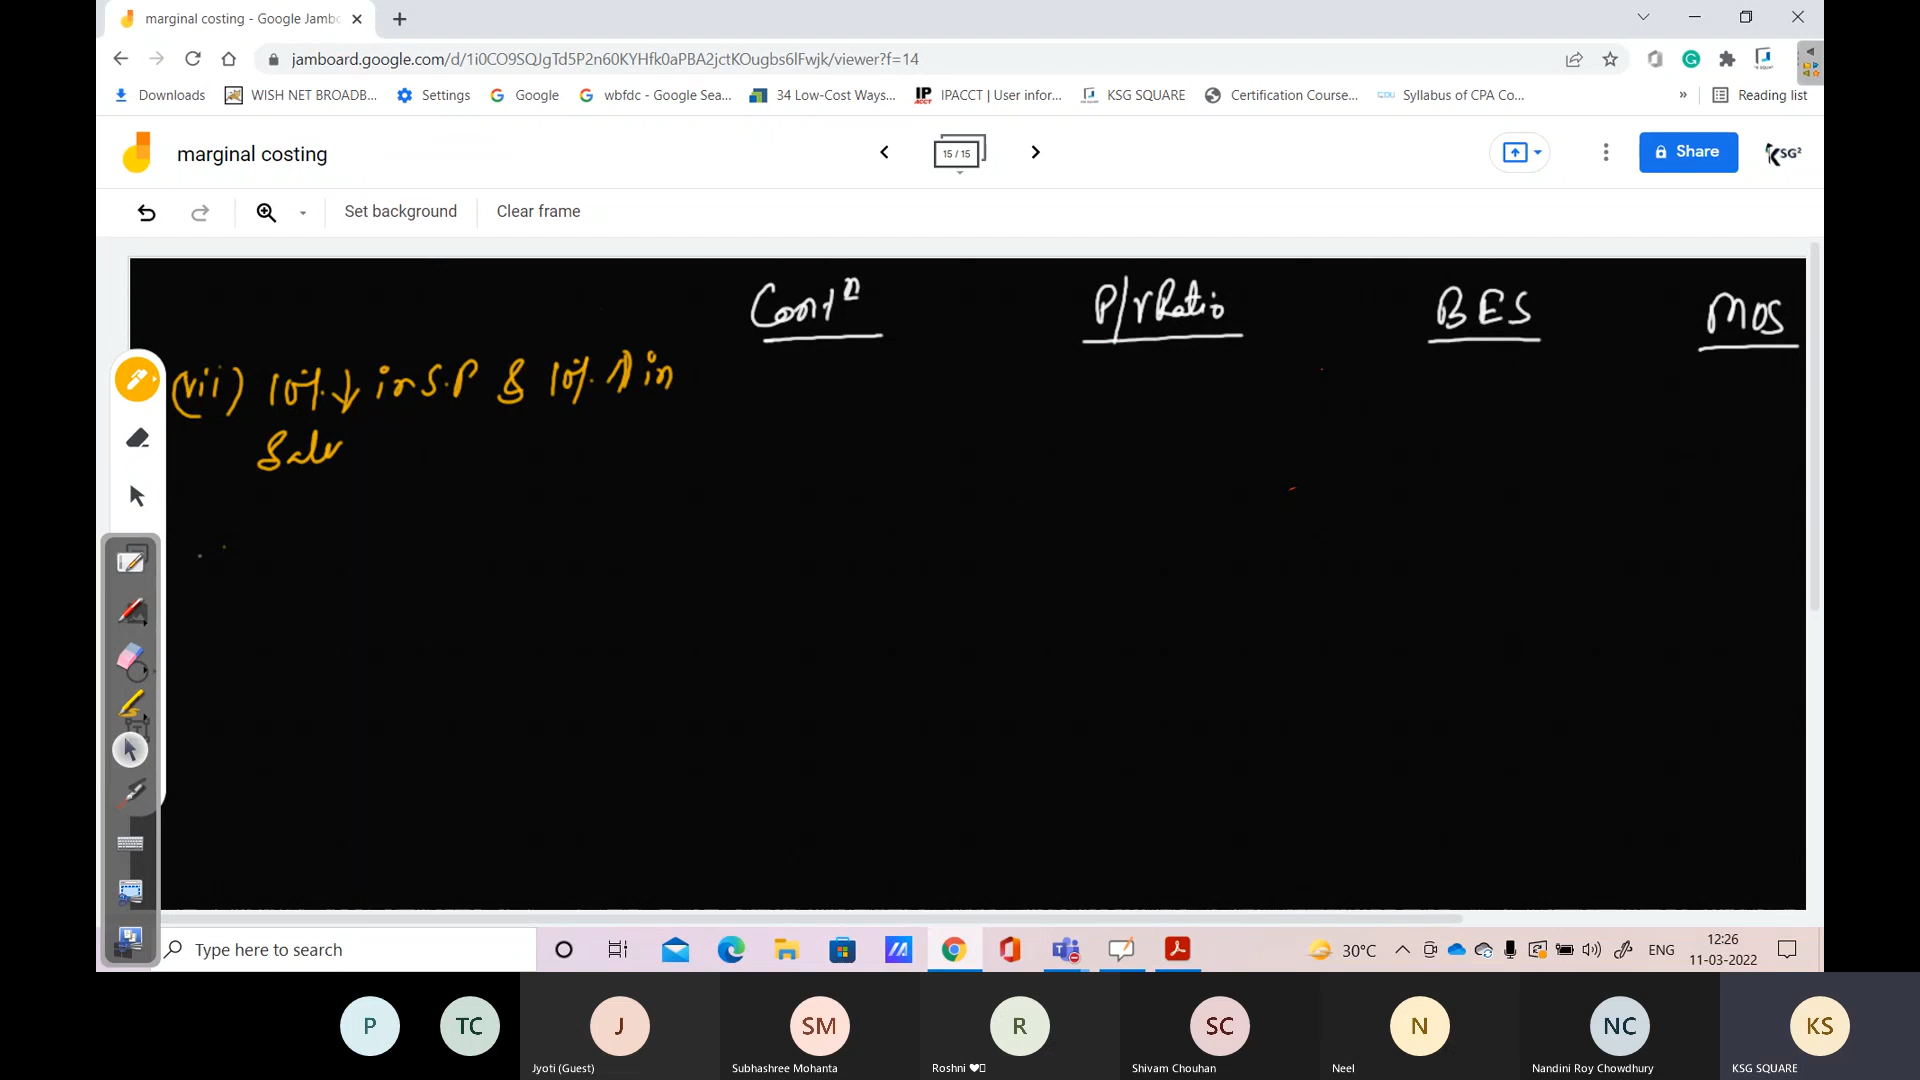 marginal costing - Google Jambo
jamboard.google.com/d/1i0CO9SQJgTd5P2n60KYHfk0aPBA2jctKOugbs6lFwjk/viewer?f=14
Downloads WISH NET BROADB... Settings Google wbfdc - Google Sea... 34 Low-Cost Ways... IPACCT | User infor... KSG SQUARE Certification Course... Syllabus of CPA Co... » Reading list
marginal costing 15 / 15 Share KSG²
Set background Clear frame
Contⁿ P/V Ratio BES MOS
(vii) 10% ↓ in S.P & 10% ↑ in
Sales
Type here to search 30°C ENG 12:26
11-03-2022
P TC J SM R SC N NC KS
Jyoti (Guest) Subhashree Mohanta Roshni ❤ Shivam Chouhan Neel Nandini Roy Chowdhury KSG SQUARE